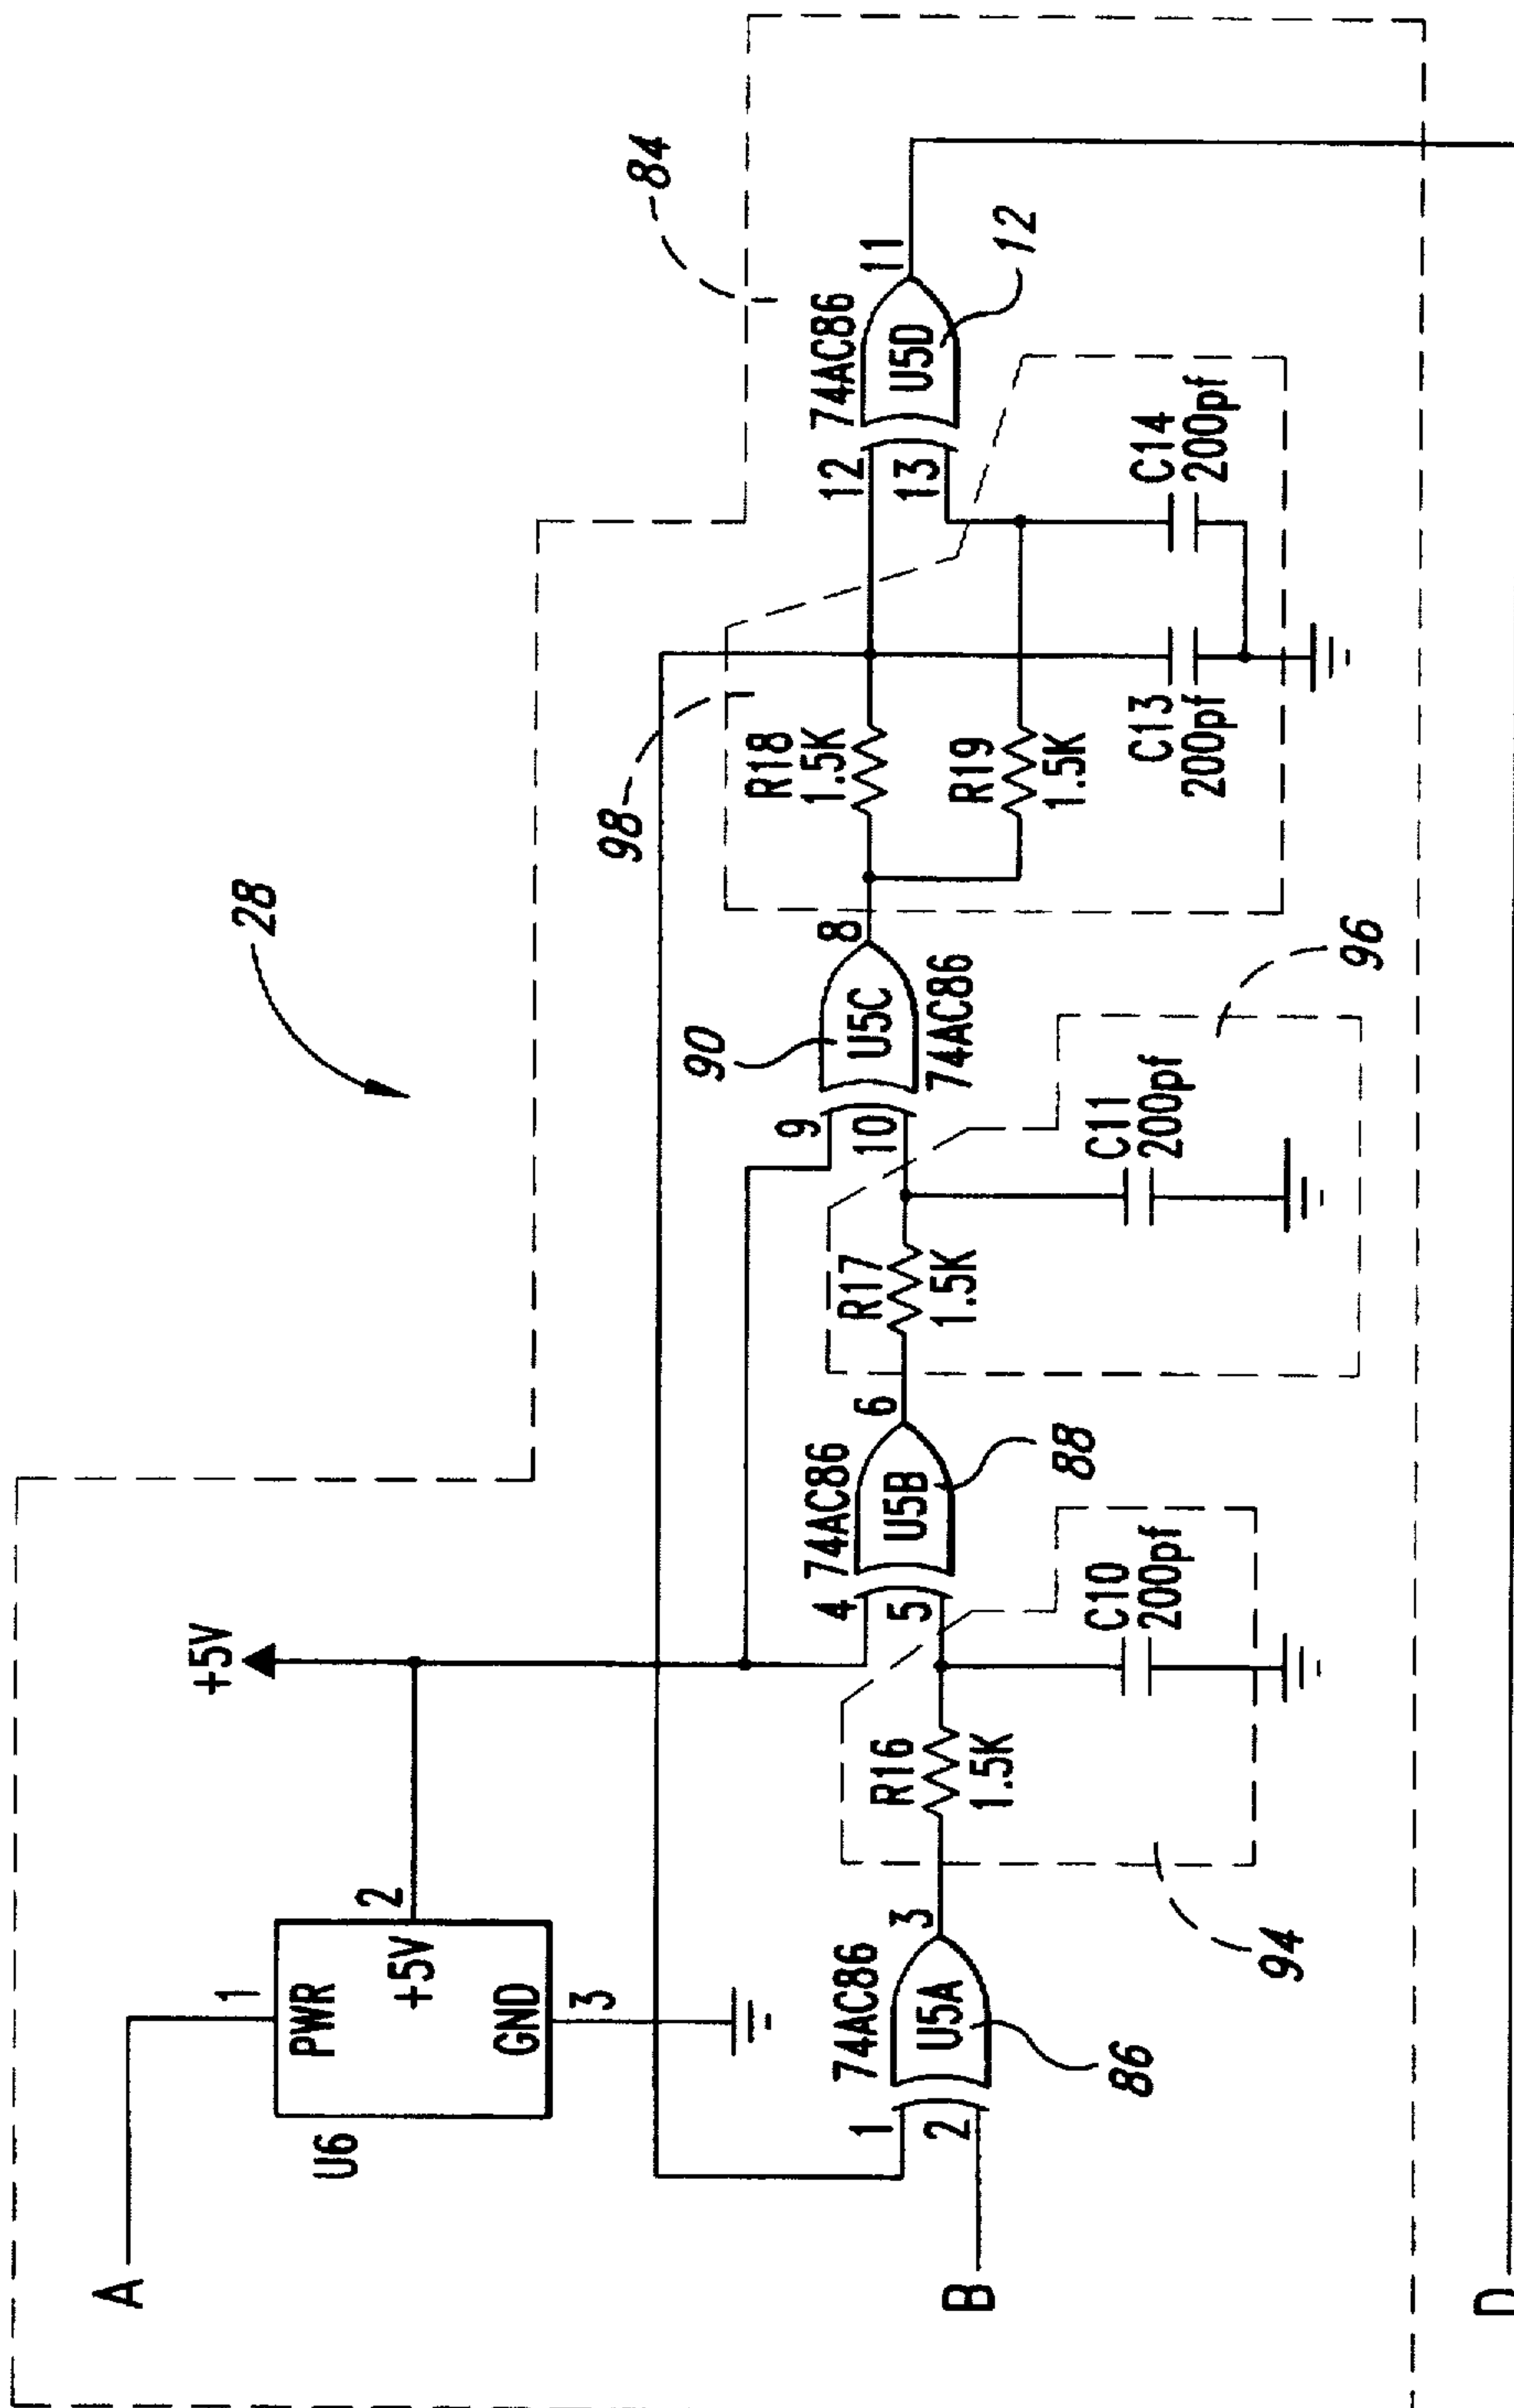 28
84
A
1
PWR
+5V
2
GND
3
U6
+5V
98
R18
1.5K
R19
1.5K
C13
200pf
C14
200pf
74AC86
12
13
U5D
11
12
90
9
10
U5C
8
74AC86
R17
1.5K
C11
200pf
96
74AC86
4
5
U5B
6
88
R16
1.5K
C10
200pf
94
74AC86
1
2
U5A
3
86
B
D